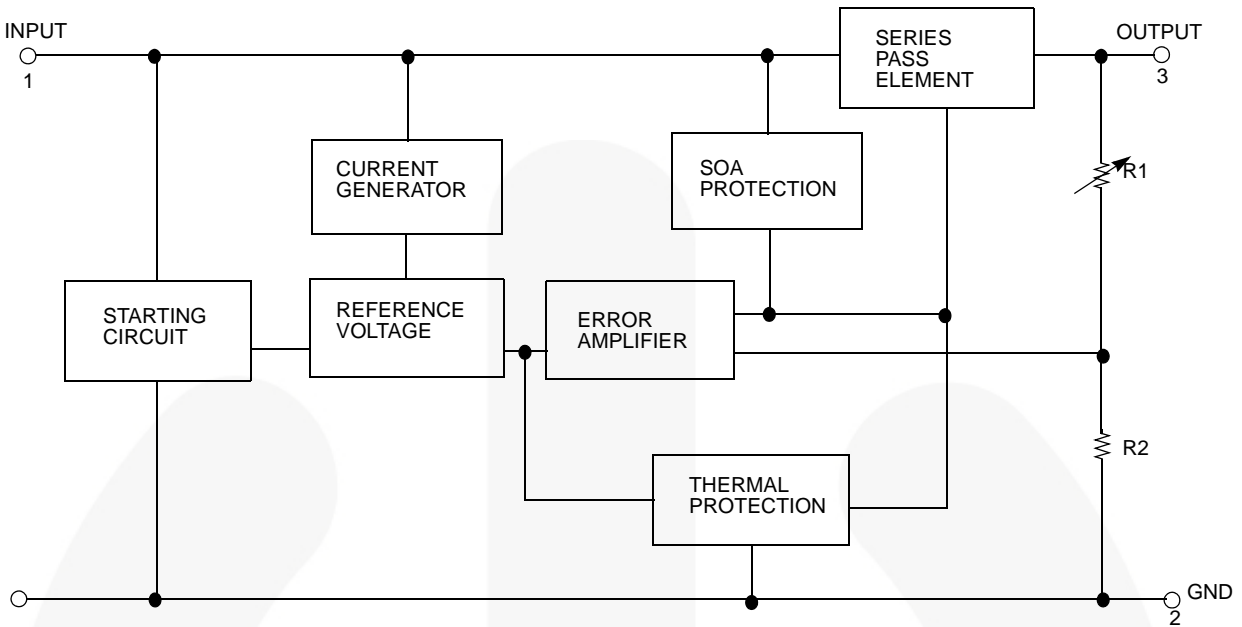 INPUT
1
SERIES
PASS
ELEMENT
OUTPUT
3
CURRENT
GENERATOR
SOA
PROTECTION
R1
STARTING
CIRCUIT
REFERENCE
VOLTAGE
ERROR
AMPLIFIER
R2
THERMAL
PROTECTION
GND
2